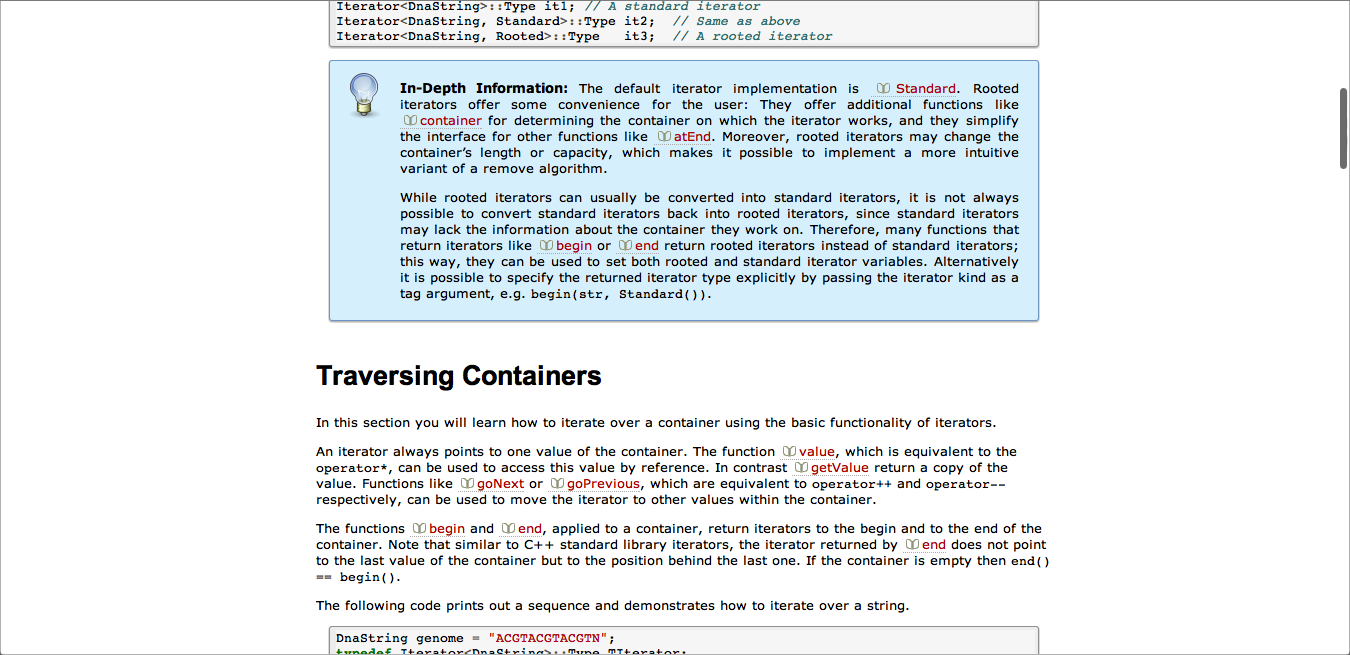 Iterator<DnaString>::Type it1; // A standard iterator
Iterator<DnaString, Standard>::Type it2;  // Same as above
Iterator<DnaString, Rooted>::Type   it3;  // A rooted iterator
In-Depth Information: The default iterator implementation is Standard. Rooted
iterators offer some convenience for the user: They offer additional functions like
container for determining the container on which the iterator works, and they simplify
the interface for other functions like atEnd. Moreover, rooted iterators may change the
container’s length or capacity, which makes it possible to implement a more intuitive
variant of a remove algorithm.
While rooted iterators can usually be converted into standard iterators, it is not always
possible to convert standard iterators back into rooted iterators, since standard iterators
may lack the information about the container they work on. Therefore, many functions that
return iterators like begin or end return rooted iterators instead of standard iterators;
this way, they can be used to set both rooted and standard iterator variables. Alternatively
it is possible to specify the returned iterator type explicitly by passing the iterator kind as a
tag argument, e.g. begin(str, Standard()).
Traversing Containers
In this section you will learn how to iterate over a container using the basic functionality of iterators.
An iterator always points to one value of the container. The function value, which is equivalent to the
operator*, can be used to access this value by reference. In contrast getValue return a copy of the
value. Functions like goNext or goPrevious, which are equivalent to operator++ and operator--
respectively, can be used to move the iterator to other values within the container.
The functions begin and end, applied to a container, return iterators to the begin and to the end of the
container. Note that similar to C++ standard library iterators, the iterator returned by end does not point
to the last value of the container but to the position behind the last one. If the container is empty then end()
== begin().
The following code prints out a sequence and demonstrates how to iterate over a string.
DnaString genome = "ACGTACGTACGTN";
typedef Iterator<DnaString>::Type TIterator;